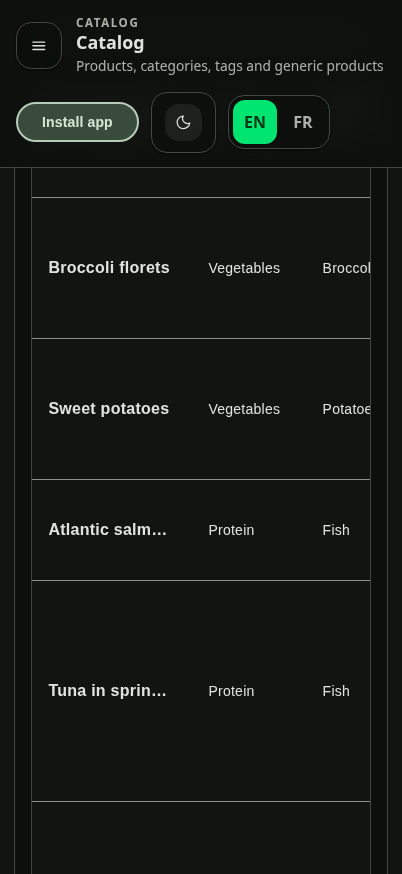 CATALOG
Catalog
Products, categories, tags and generic products
Install app
EN FR
Broccoli florets Vegetables Broccol
Sweet potatoes Vegetables Potatoe
Atlantic salm... Protein Fish
Tuna in sprin... Protein Fish